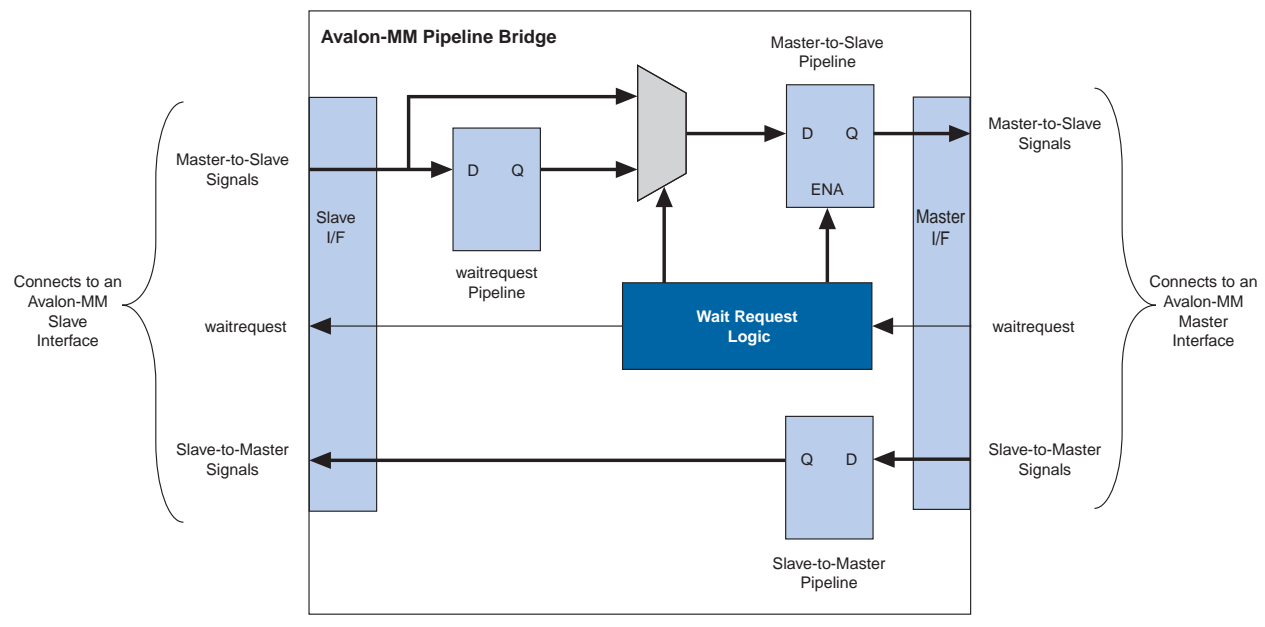 Avalon-MM Pipeline Bridge
Master-to-Slave
Pipeline
Master-to-Slave
Signals
D Q
D Q
ENA
Master-to-Slave
Signals
Slave
I/F
Master
I/F
waitrequest
Pipeline
Connects to an
Avalon-MM
Slave
Interface
waitrequest
Wait Request
Logic
waitrequest
Connects to an
Avalon-MM
Master
Interface
Slave-to-Master
Signals
Q D
Slave-to-Master
Signals
Slave-to-Master
Pipeline